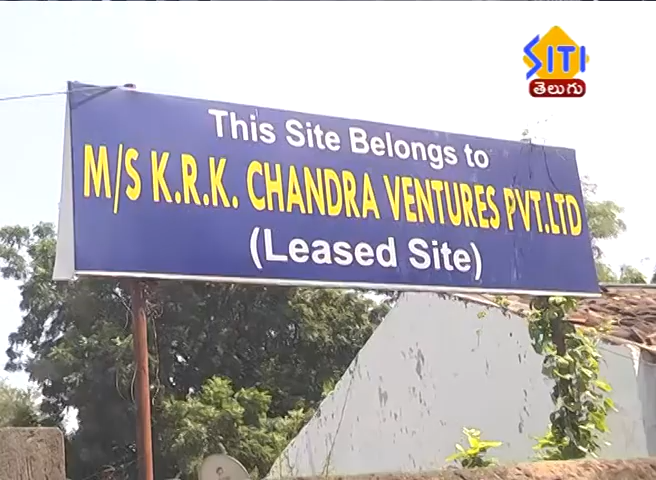 SITI
తెలుగు
This Site Belongs to
M/S K.R.K. CHANDRA VENTURES PVT.LTD
(Leased Site)